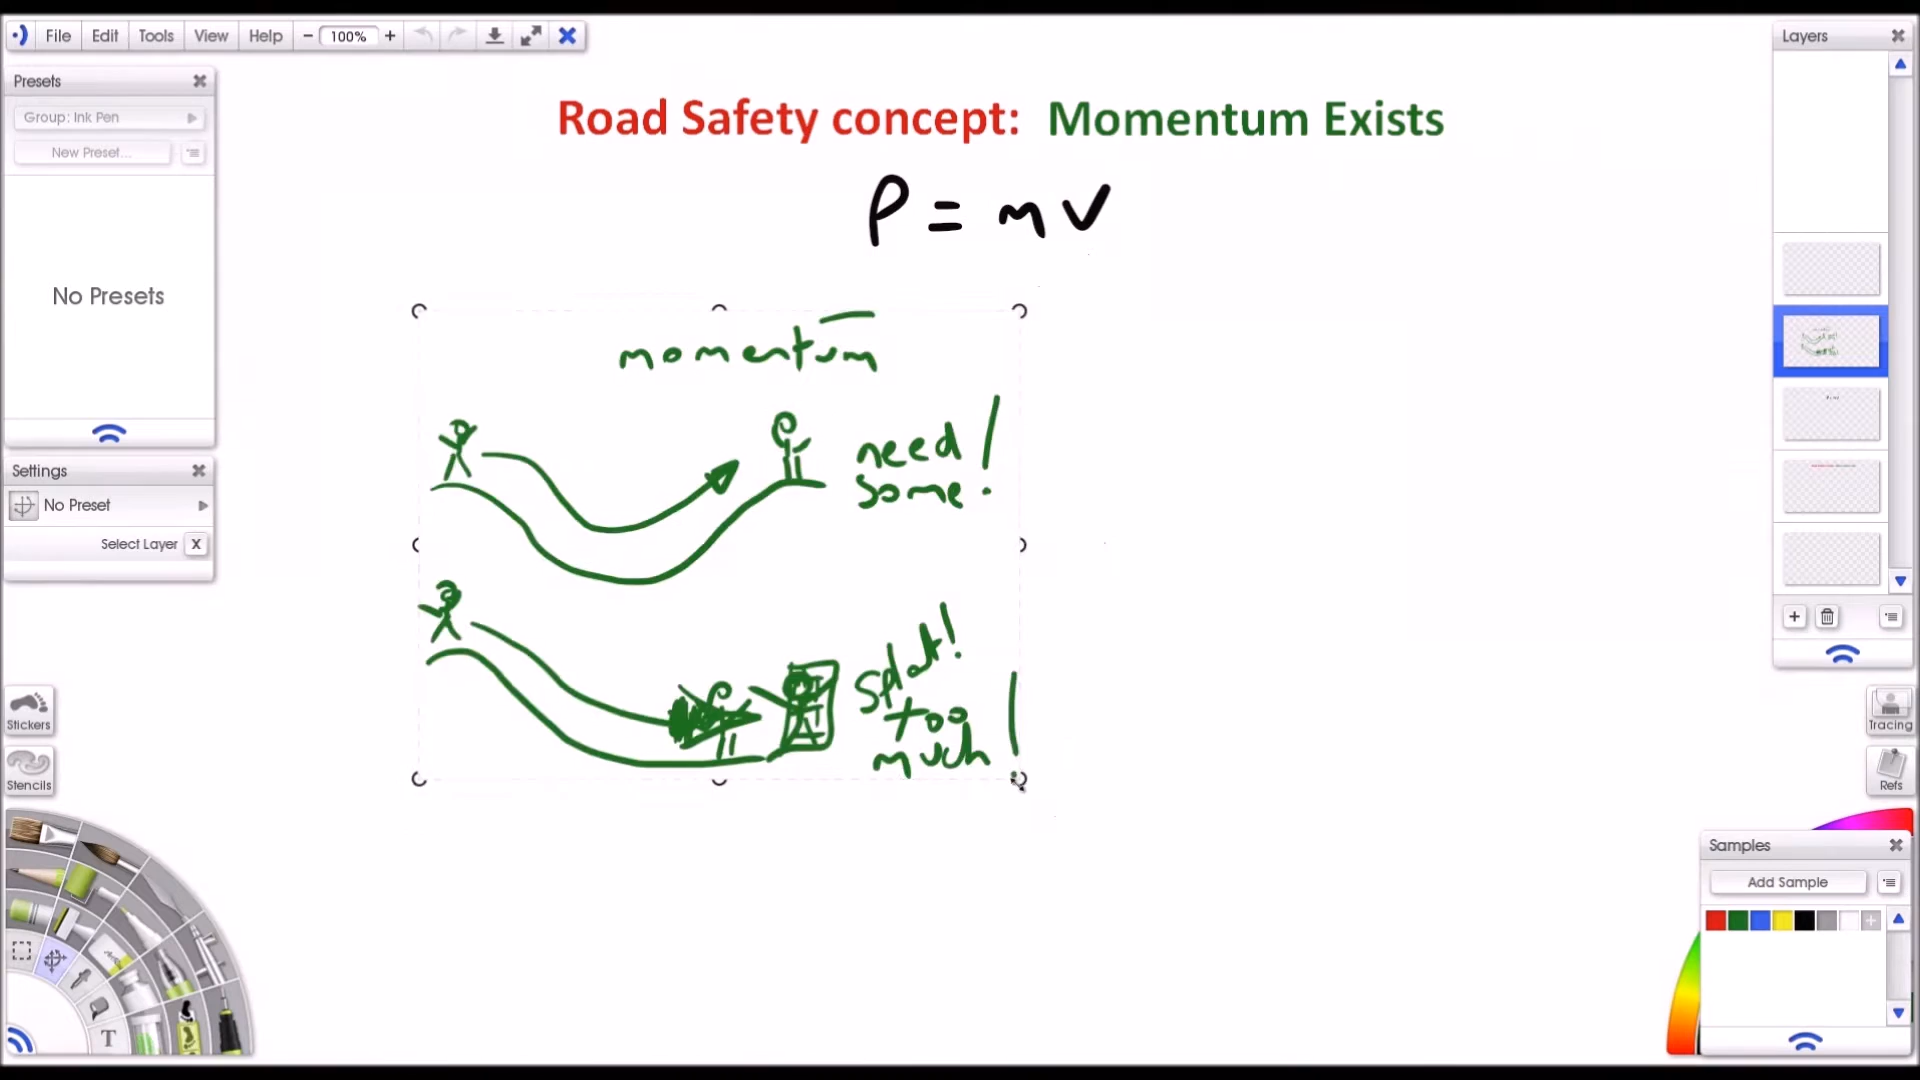 File Edit Tools View Help − 100% +
Layers
Presets
Group: Ink Pen
New Preset...
No Presets
Settings
No Preset
Select Layer X
Road Safety concept: Momentum Exists
P = mv
momentum
need
some!
splat!
too
much!
Stickers
Stencils
T
Tracing
Refs
Samples
Add Sample